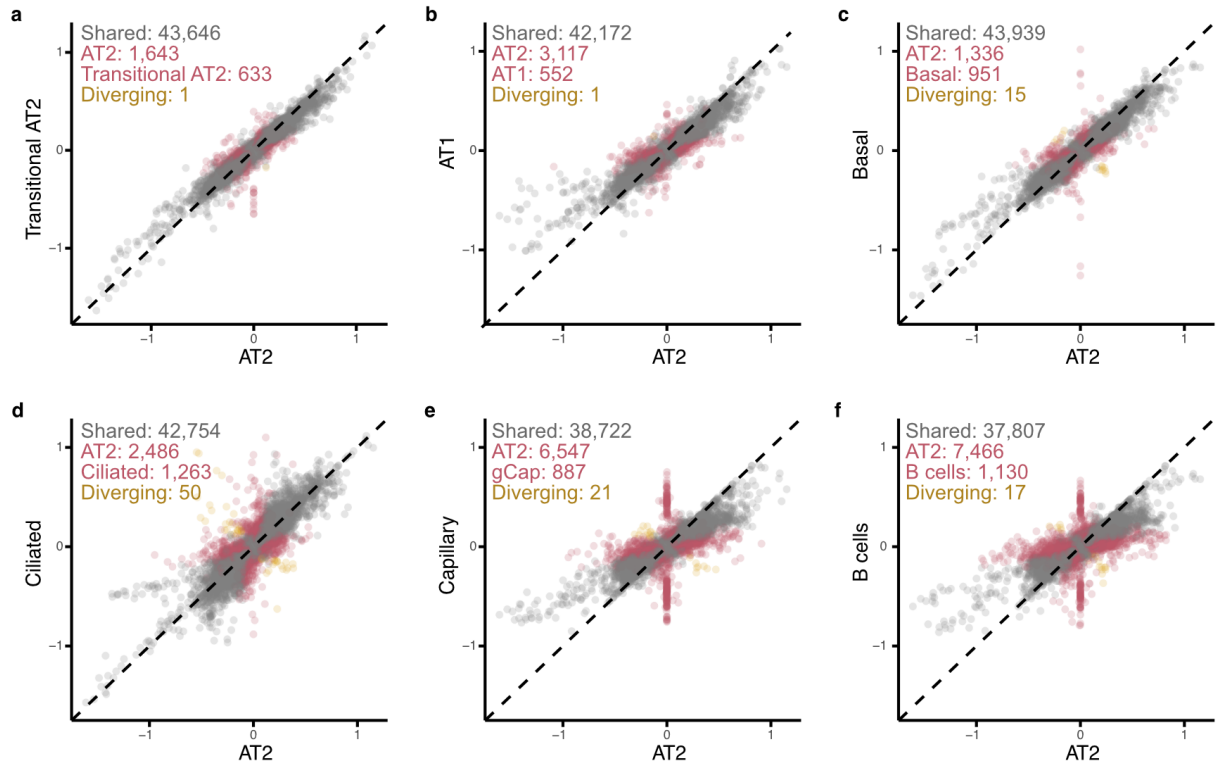 a
Shared: 43,646
AT2: 1,643
Transitional AT2: 633
Diverging: 1
Transitional AT2
1
0
−1
−1
0
1
AT2
b
Shared: 42,172
AT2: 3,117
AT1: 552
Diverging: 1
AT1
1
0
−1
−1
0
1
AT2
c
Shared: 43,939
AT2: 1,336
Basal: 951
Diverging: 15
Basal
1
0
−1
−1
0
1
AT2
d
Shared: 42,754
AT2: 2,486
Ciliated: 1,263
Diverging: 50
Ciliated
1
0
−1
−1
0
1
AT2
e
Shared: 38,722
AT2: 6,547
gCap: 887
Diverging: 21
Capillary
1
0
−1
−1
0
1
AT2
f
Shared: 37,807
AT2: 7,466
B cells: 1,130
Diverging: 17
B cells
1
0
−1
−1
0
1
AT2